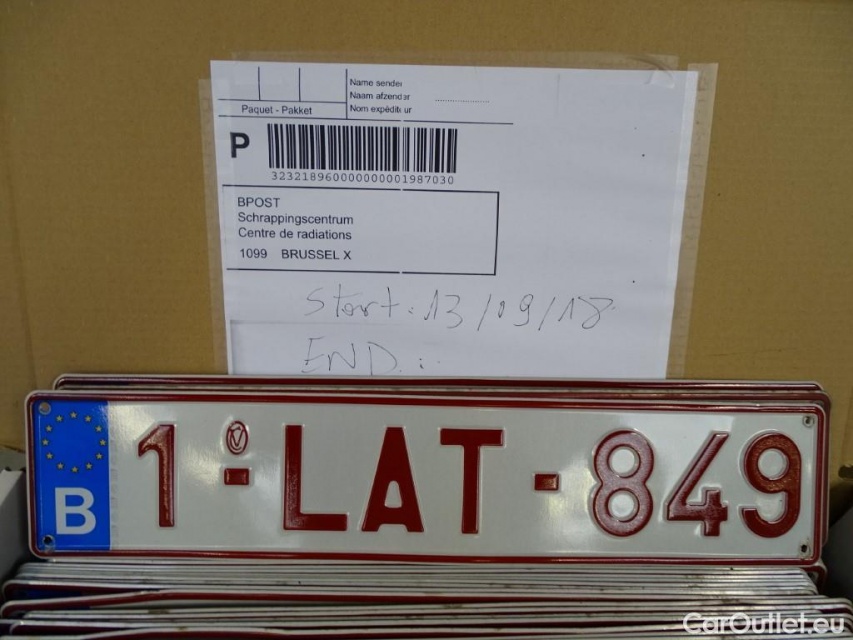 Name sender
Naam afzender
Paquet - Pakket
Nom expéditeur
P
323218960000000001987030
BPOST
Schrappingscentrum
Centre de radiations
1099 BRUSSEL X
Start: 13/09/18
END:
B
1-LAT-849
CarOutlet.eu